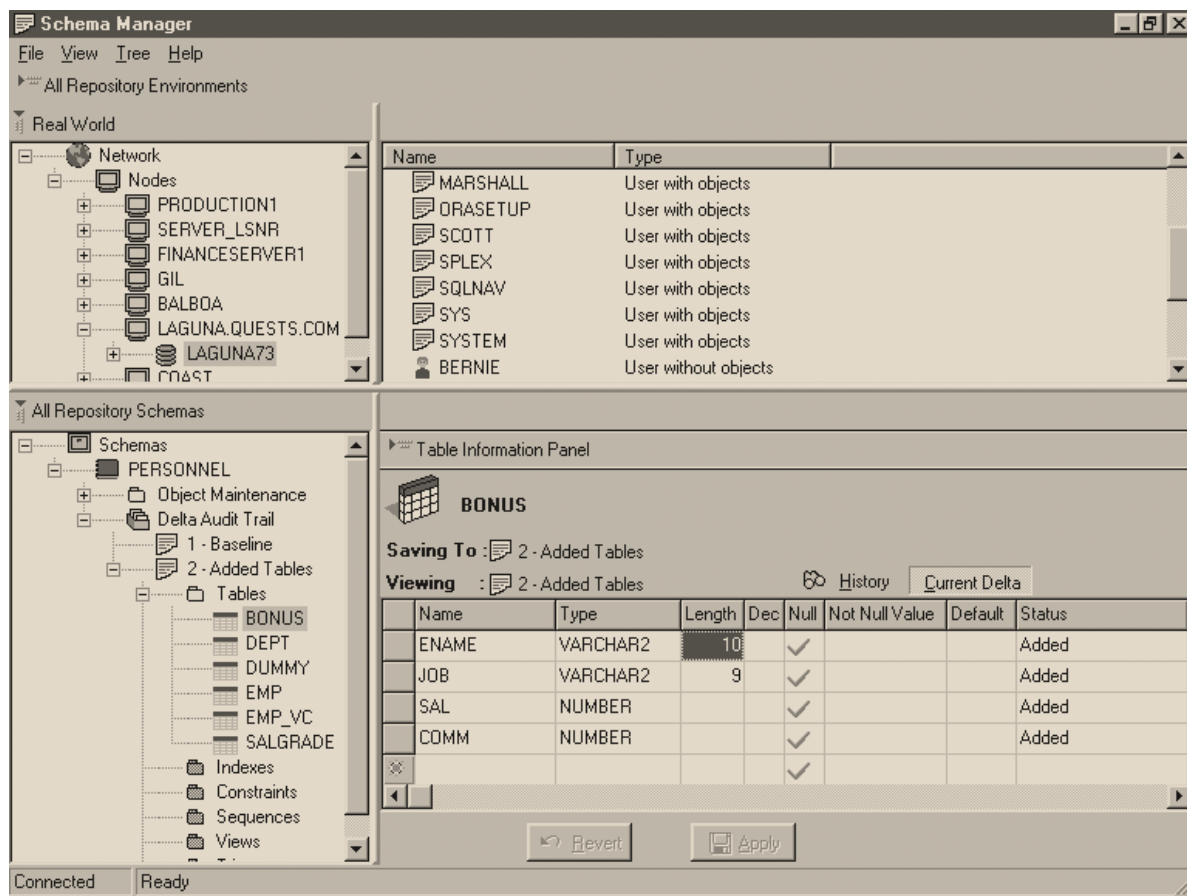 Schema Manager
File View Tree Help
All Repository Environments
Real World
Network
Nodes
PRODUCTION1
SERVER_LSNR
FINANCESERVER1
GIL
BALBOA
LAGUNA.QUESTS.COM
LAGUNA73
COAST
Name Type
MARSHALL User with objects
ORASETUP User with objects
SCOTT User with objects
SPLEX User with objects
SQLNAV User with objects
SYS User with objects
SYSTEM User with objects
BERNIE User without objects
All Repository Schemas
Schemas
PERSONNEL
Object Maintenance
Delta Audit Trail
1 - Baseline
2 - Added Tables
Tables
BONUS
DEPT
DUMMY
EMP
EMP_VC
SALGRADE
Indexes
Constraints
Sequences
Views
Table Information Panel
BONUS
Saving To : 2 - Added Tables
Viewing : 2 - Added Tables
History Current Delta
Name Type Length Dec Null Not Null Value Default Status
ENAME VARCHAR2 10 Added
JOB VARCHAR2 9 Added
SAL NUMBER Added
COMM NUMBER Added
Revert Apply
Connected Ready